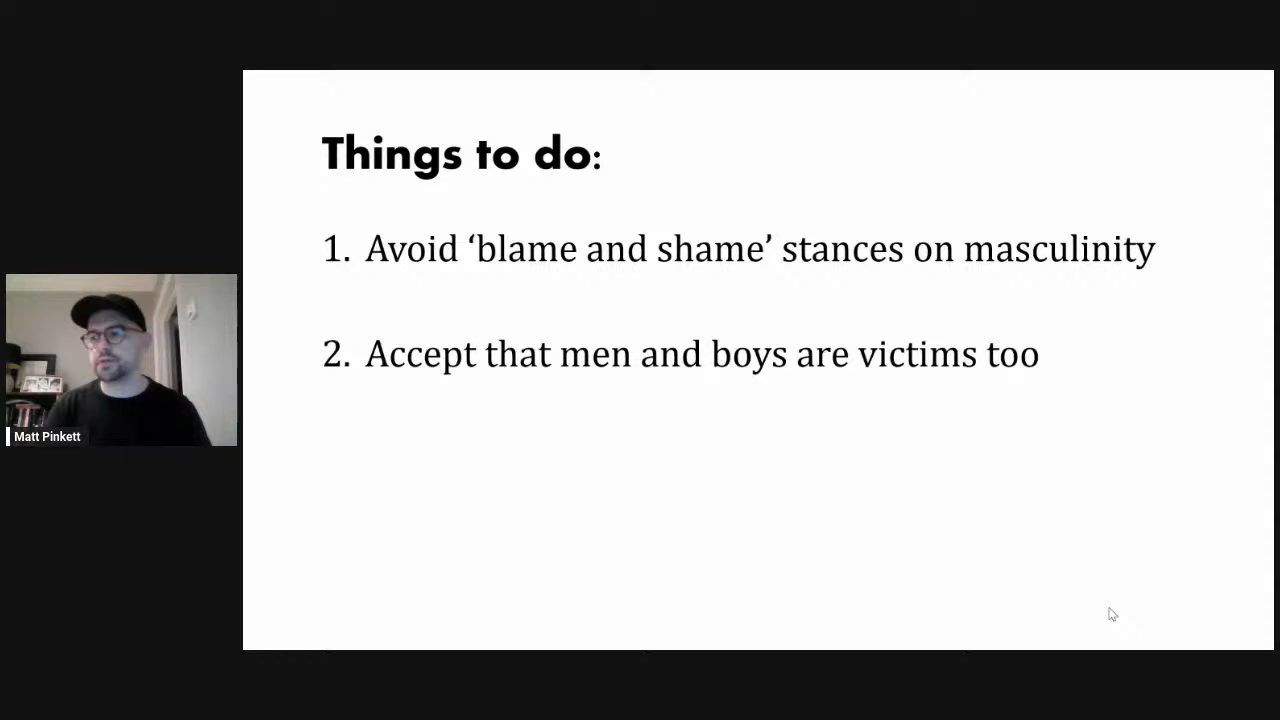 Things to do:
1. Avoid ‘blame and shame’ stances on masculinity
2. Accept that men and boys are victims too
Matt Pinkett